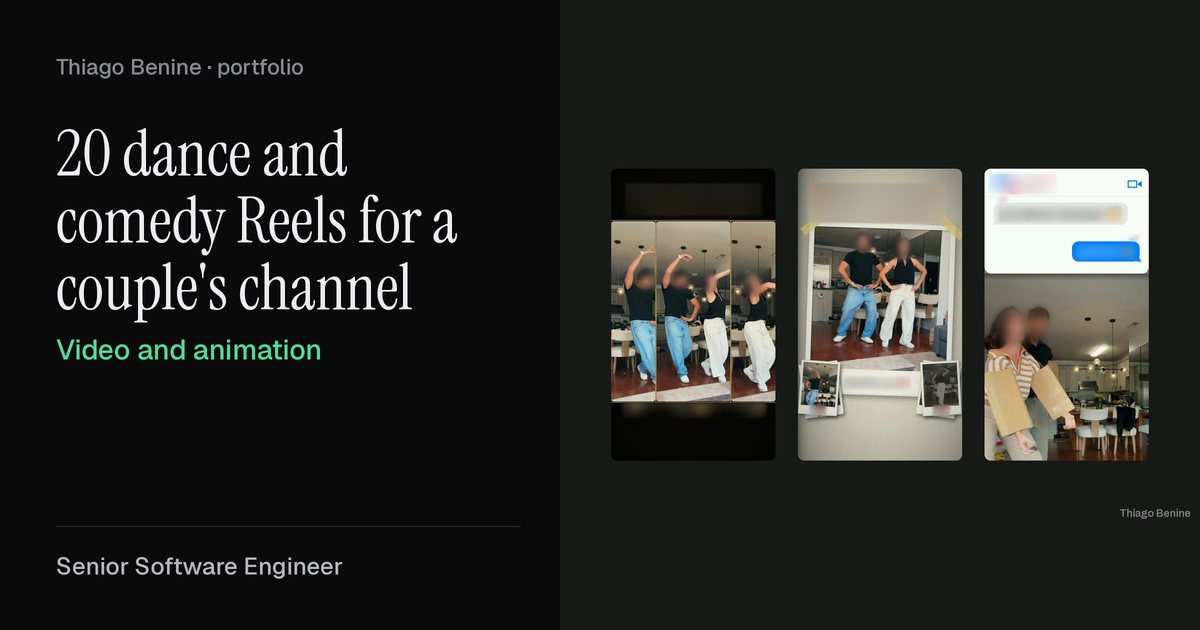 Thiago Benine · portfolio
20 dance and
comedy Reels for a
couple's channel
Video and animation
Senior Software Engineer
Thiago Benine